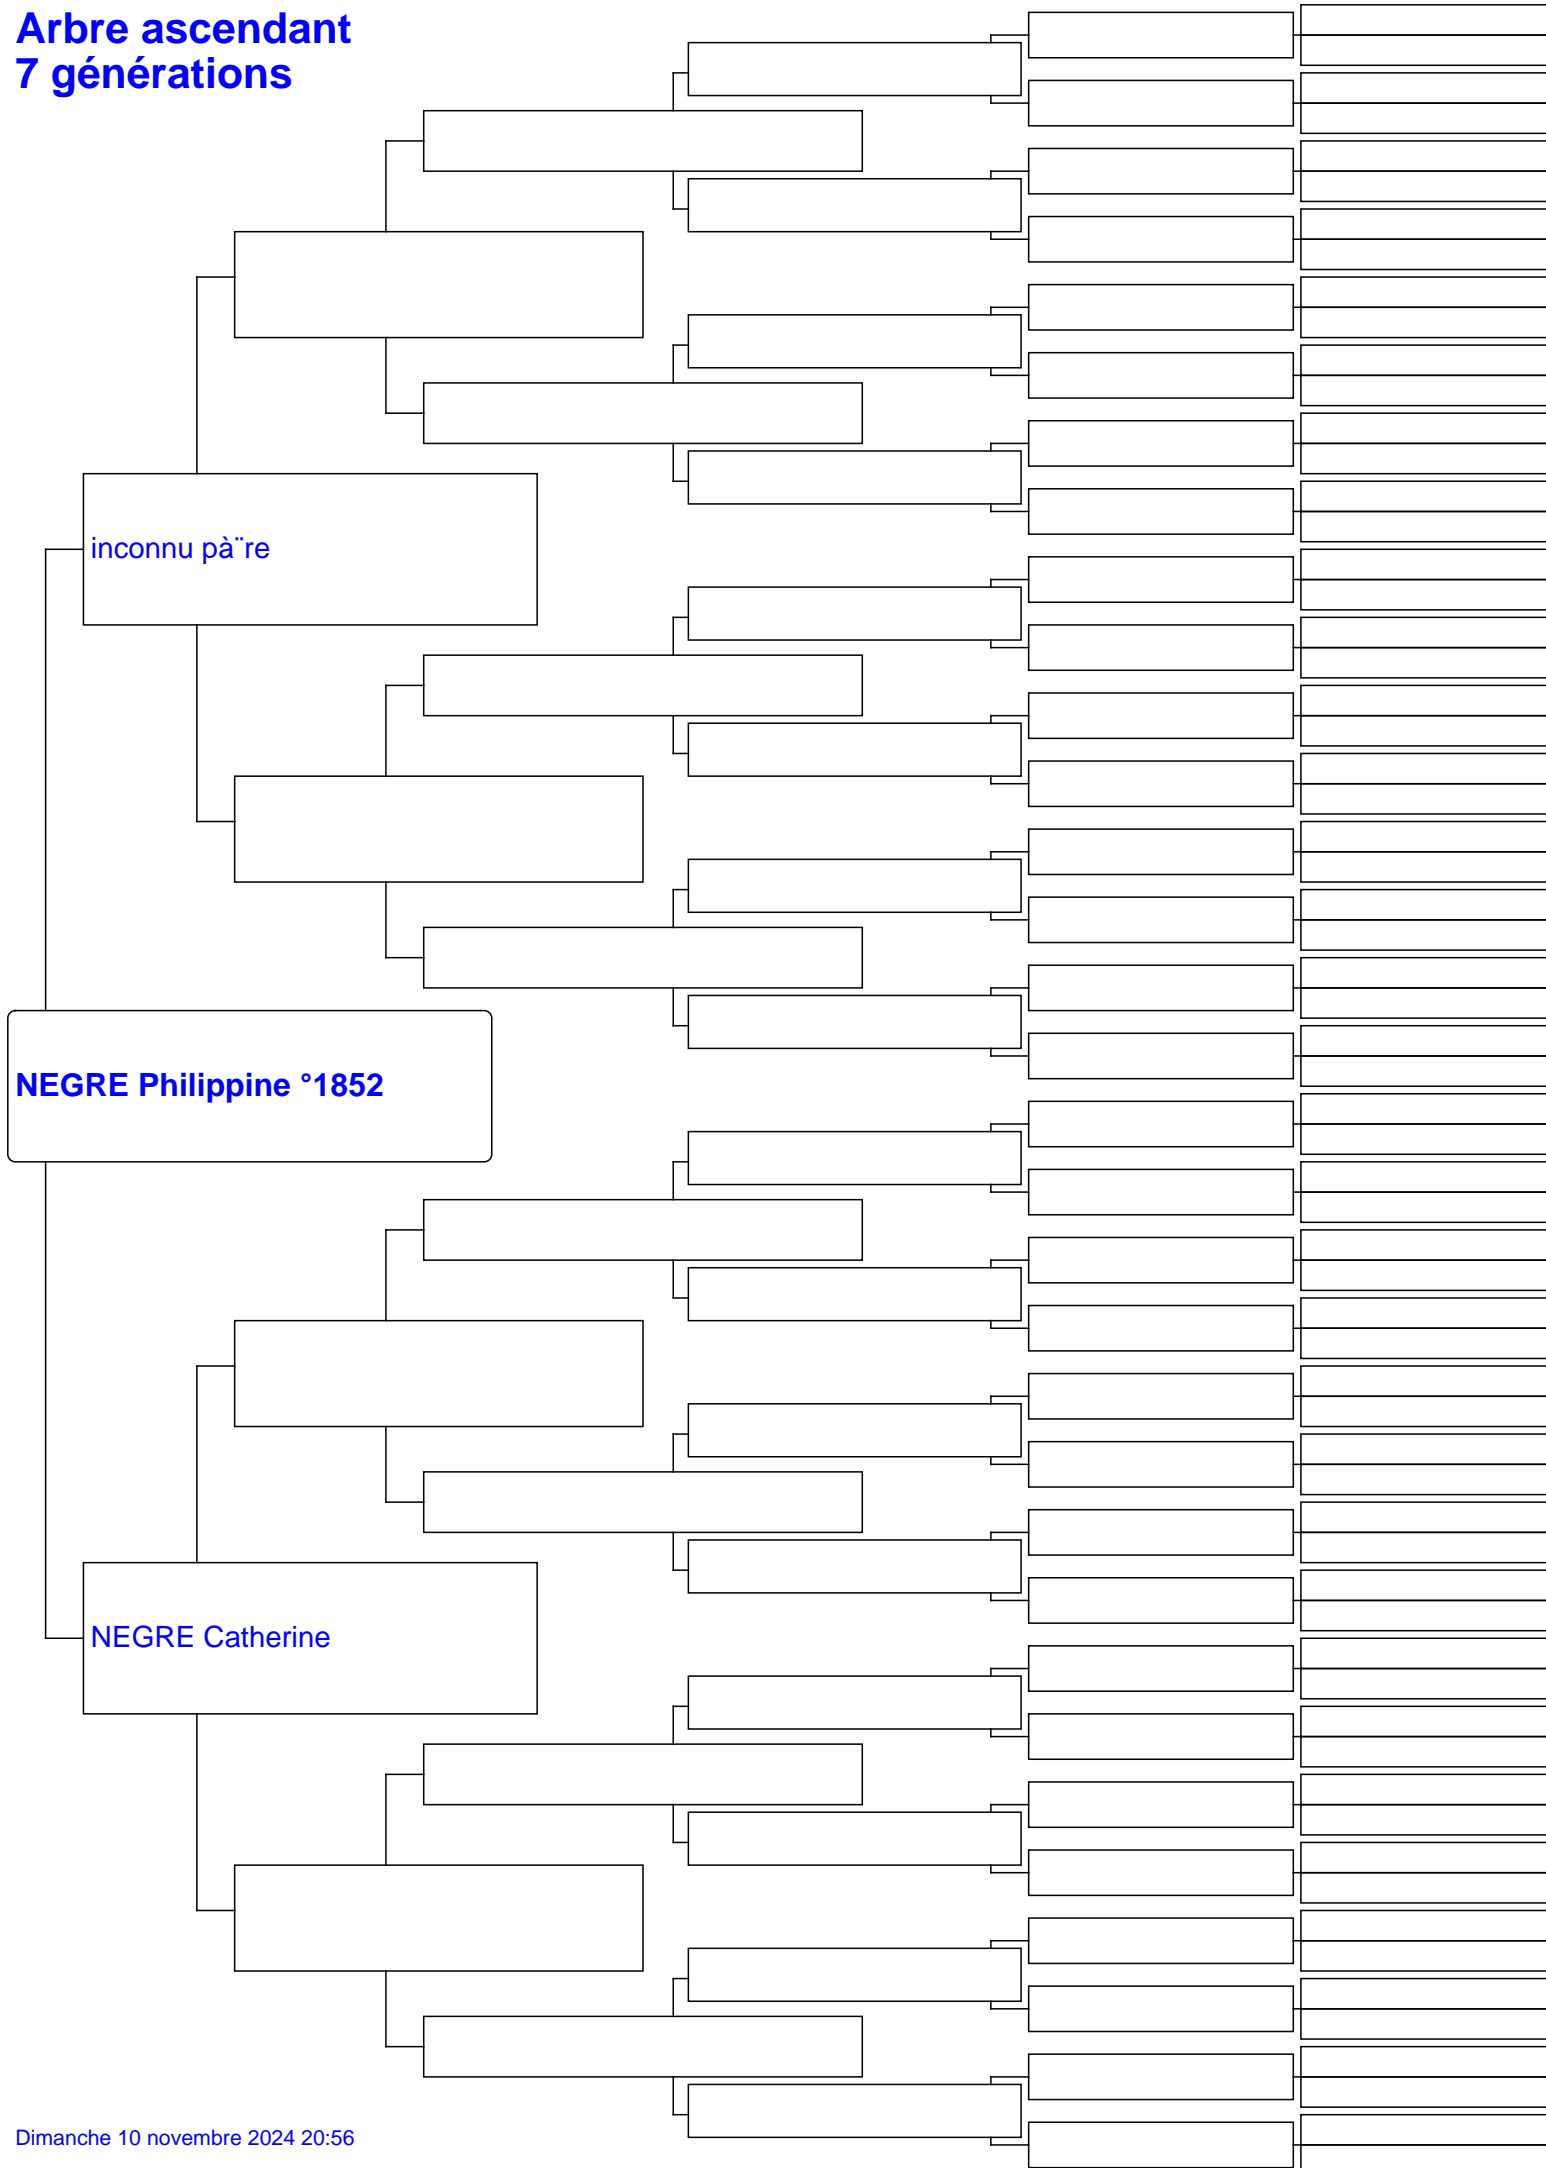 Arbre ascendant
7 générations
inconnu pà¨re
NEGRE Philippine °1852
NEGRE Catherine
Dimanche 10 novembre 2024 20:56